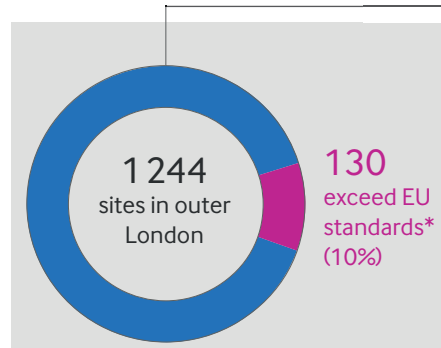 1 244
sites in outer
London
130
exceed EU
standards*
(10%)